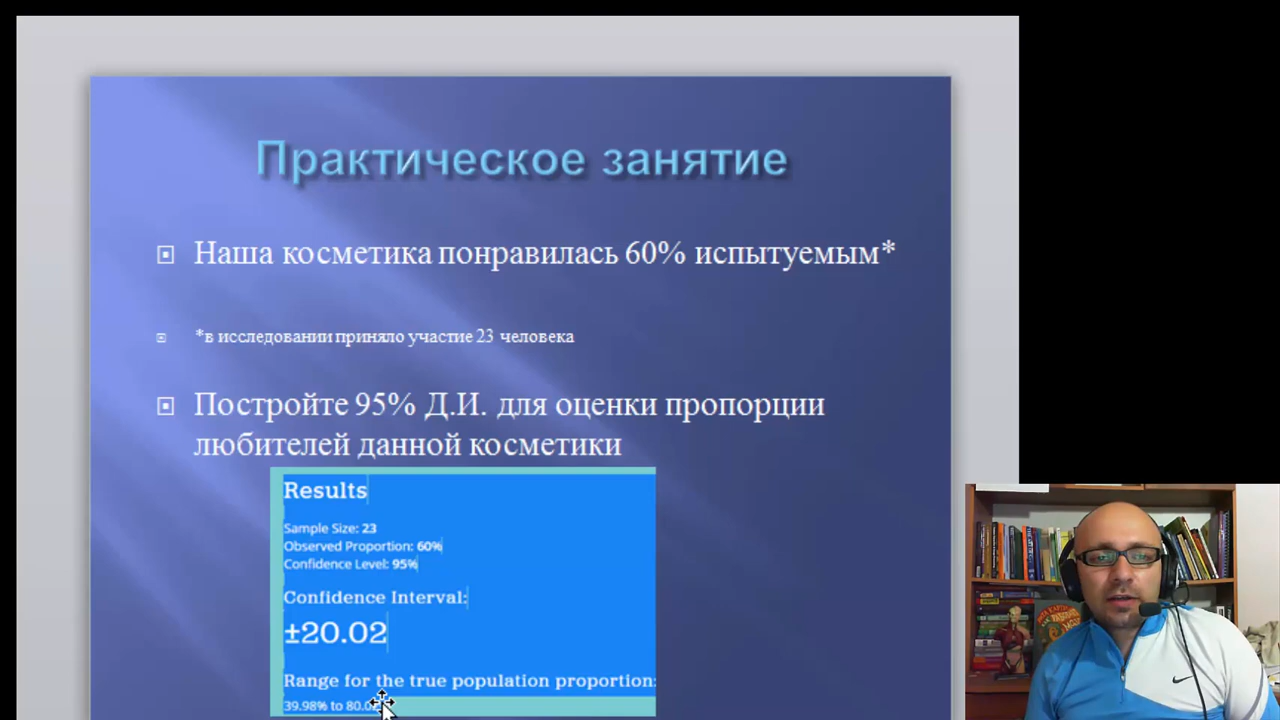 Практическое занятие
Наша косметика понравилась 60% испытуемым*
*в исследовании приняло участие 23 человека
Постройте 95% Д.И. для оценки пропорции
любителей данной косметики
Results
Sample Size: 23
Observed Proportion: 60%
Confidence Level: 95%
Confidence Interval:
±20.02
Range for the true population proportion:
39.98% to